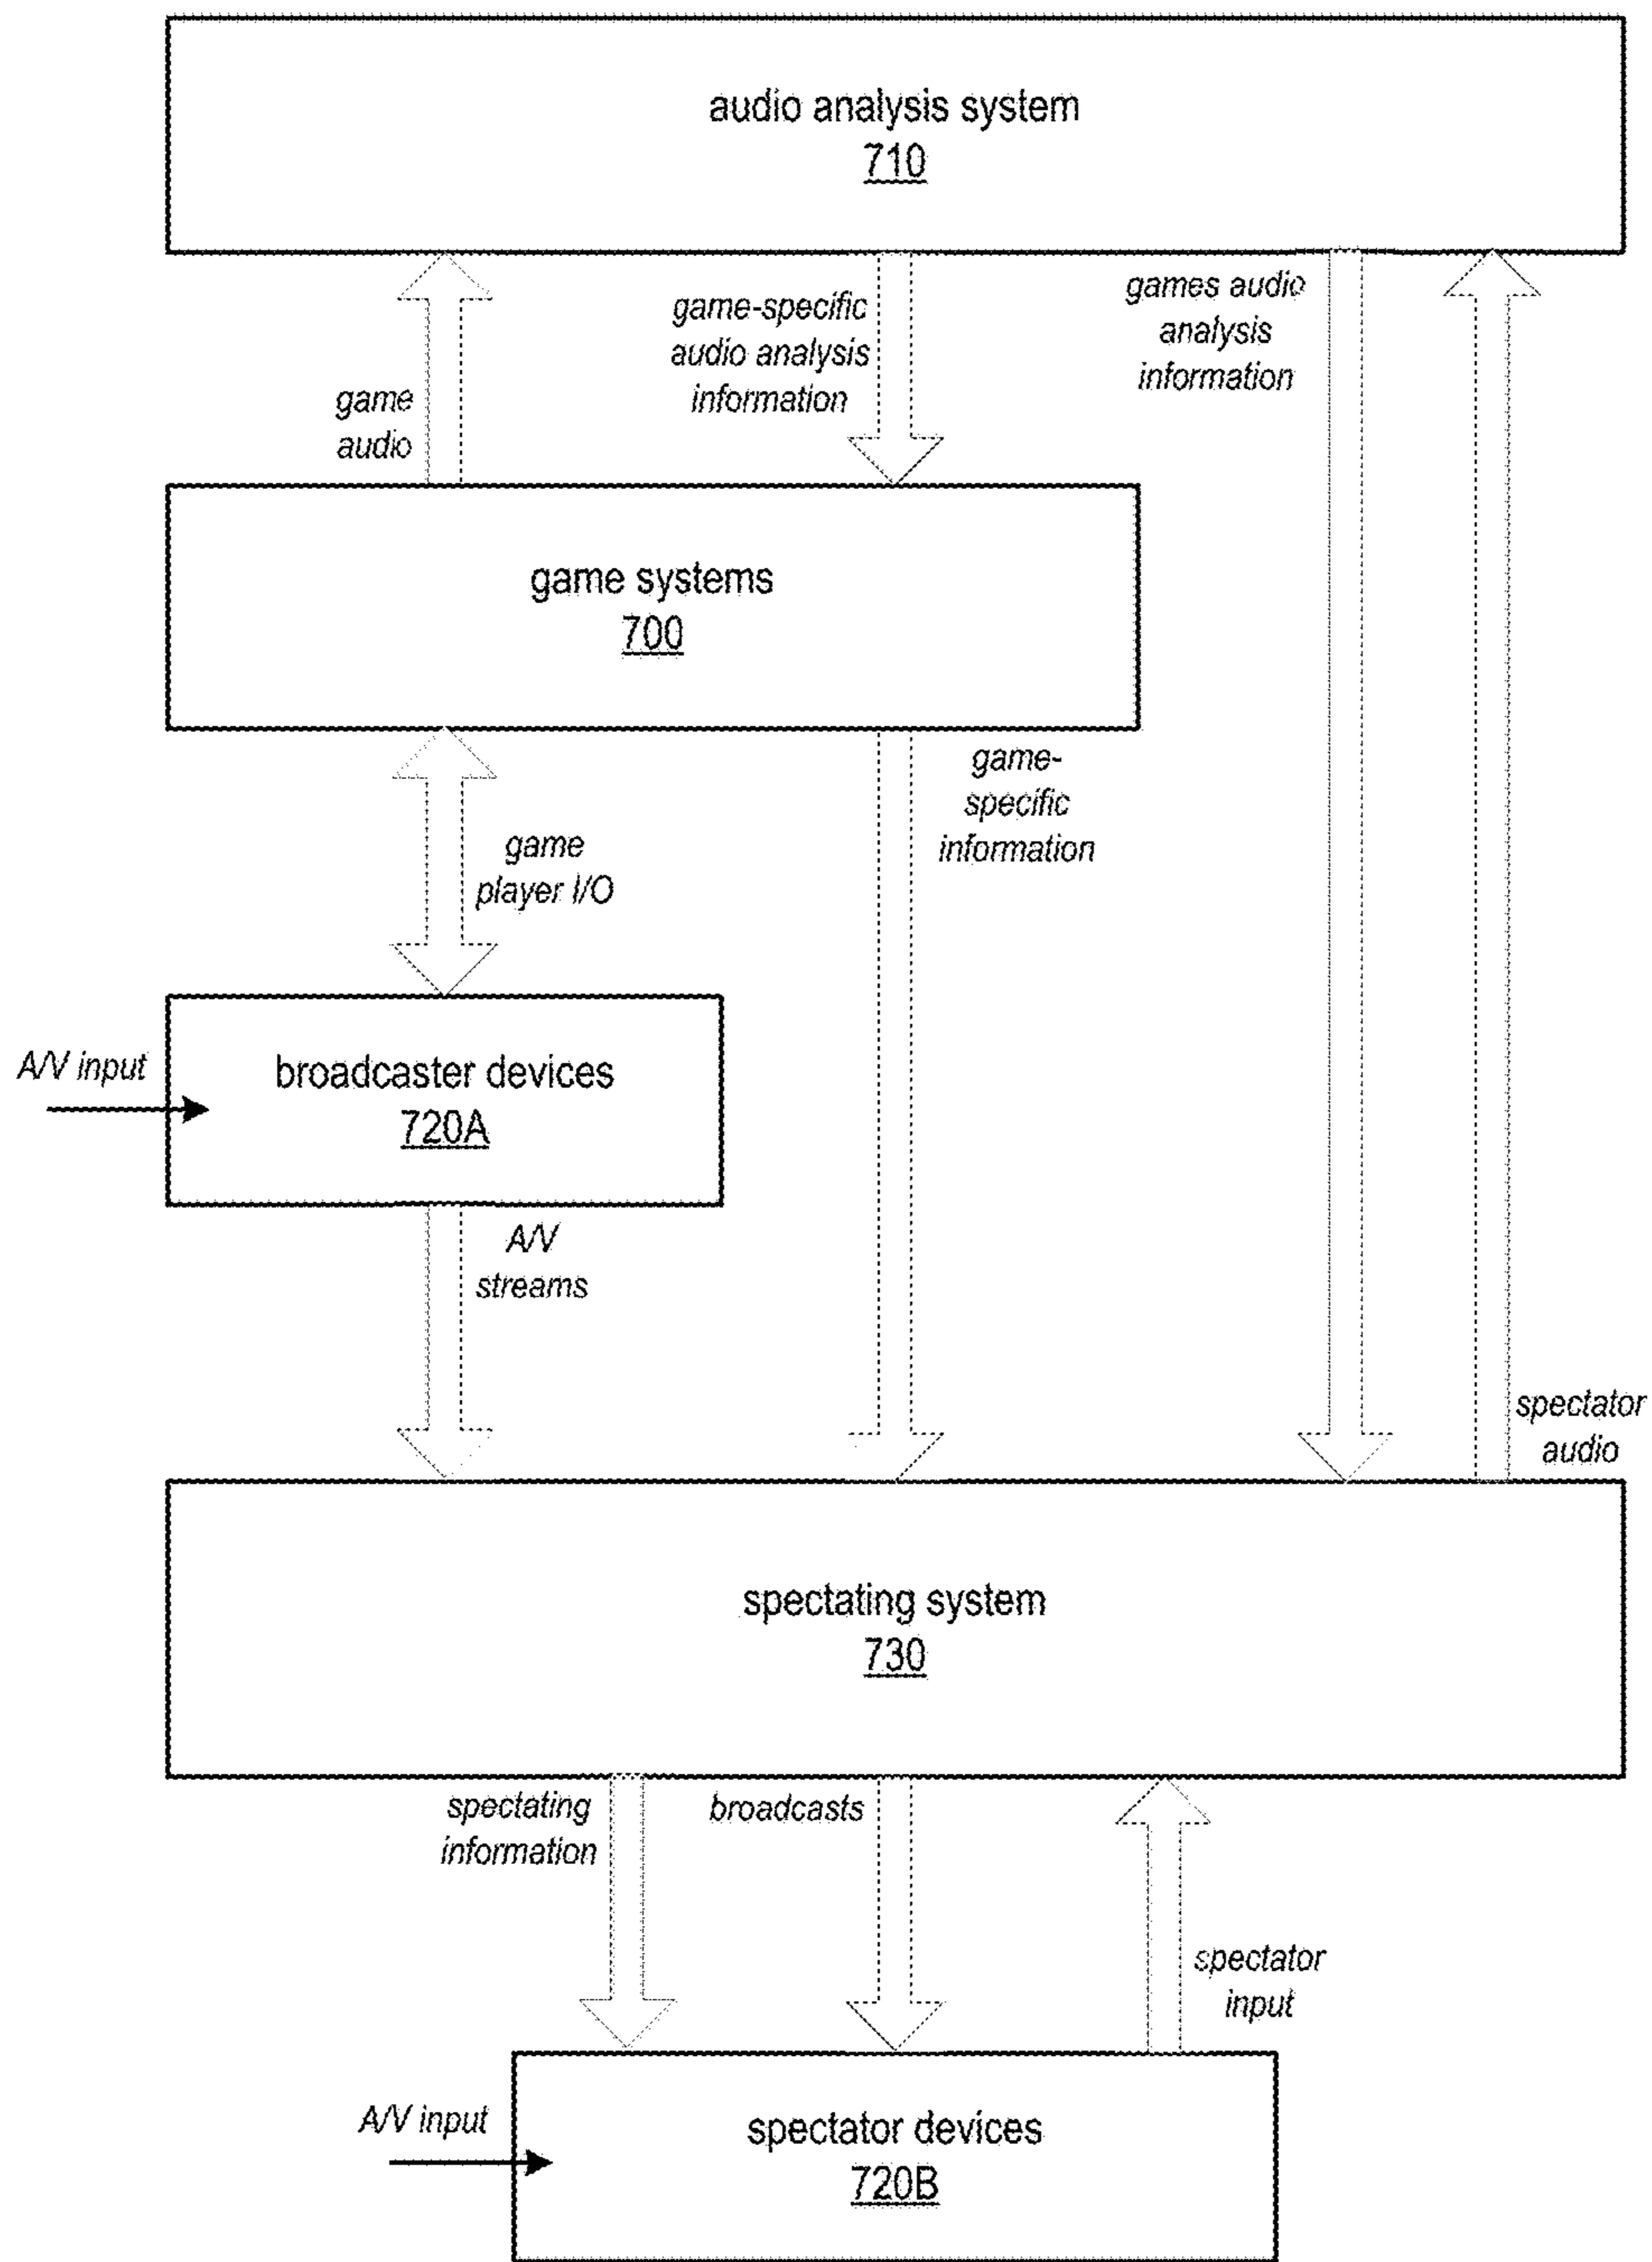 audio analysis system
710
game
audio
game-specific
audio analysis
information
games audio
analysis
information
game systems
700
game
player I/O
game-
specific
information
A/V input
broadcaster devices
720A
A/V
streams
spectator
audio
spectating system
730
spectating
information
broadcasts
spectator
input
A/V input
spectator devices
720B